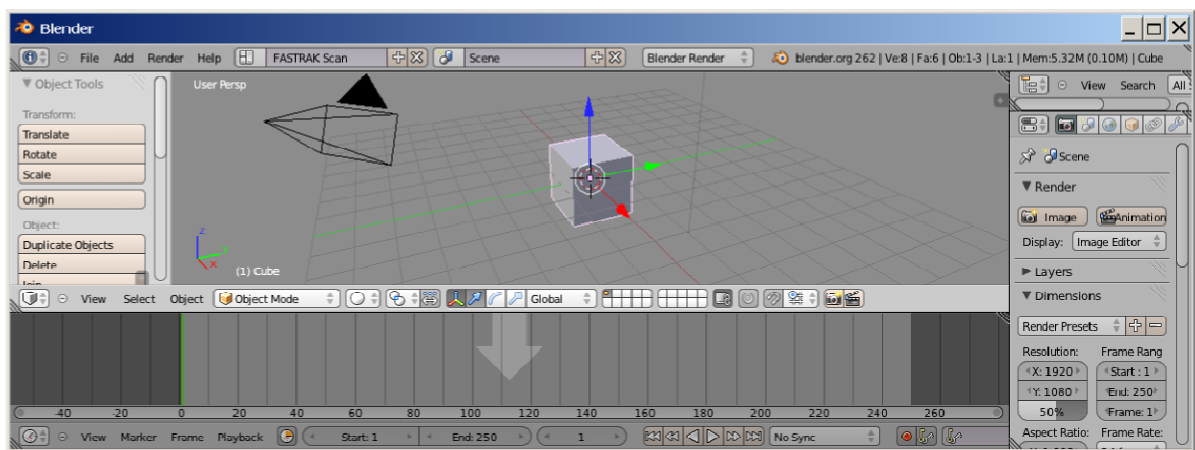 Blender
File Add Render Help FASTRAK Scan Scene Blender Render blender.org 262 | Ve:8 | Fa:6 | Ob:1-3 | La:1 | Mem:5.32M (0.10M) | Cube
Object Tools
Transform:
Translate
Rotate
Scale
Origin
Object:
Duplicate Objects
Delete
Join
User Persp
z
x
(1) Cube
View Search All
Scene
Render
Image Animation
Display: Image Editor
Layers
Dimensions
Render Presets
Resolution: Frame Rang
X: 1920 Start : 1
Y: 1080 End: 250
50% Frame: 1
Aspect Ratio: Frame Rate:
View Select Object Object Mode Global
-40 -20 0 20 40 60 80 100 120 140 160 180 200 220 240 260
View Marker Frame Playback Start: 1 End: 250 1 No Sync